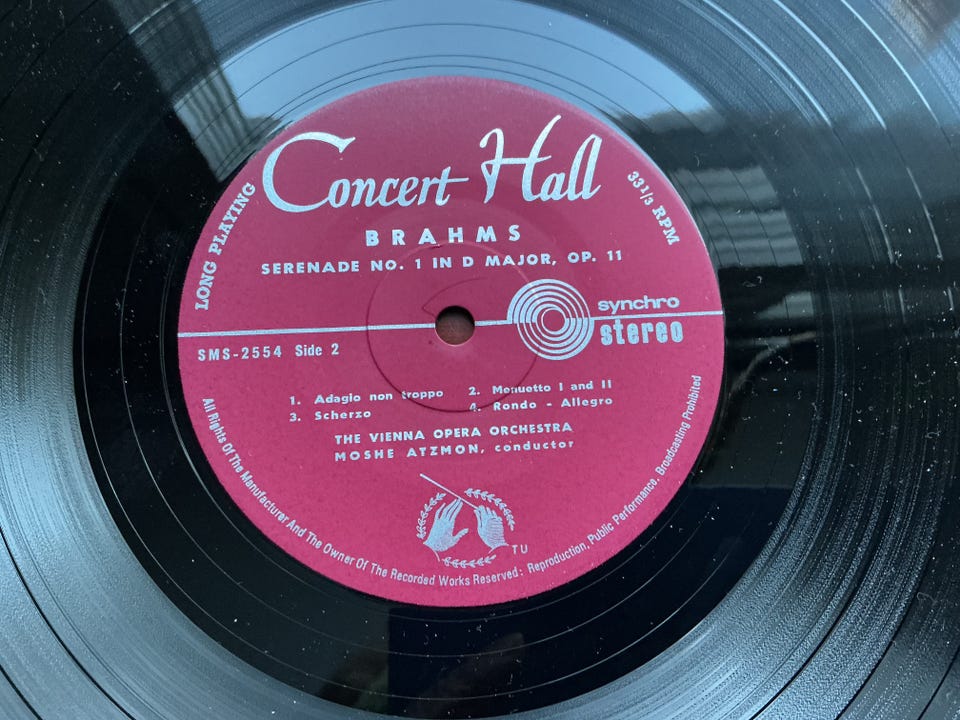 Concert Hall
LONG PLAYING
33 1/3 RPM
BRAHMS
SERENADE NO. 1 IN D MAJOR, OP. 11
synchro
stereo
SMS-2554 Side 2
1. Adagio non troppo 2. Menuetto I and II
3. Scherzo 4. Rondo - Allegro
THE VIENNA OPERA ORCHESTRA
MOSHE ATZMON, conductor
TU
All Rights Of The Manufacturer And The Owner Of The Recorded Works Reserved: Reproduction, Public Performance, Broadcasting Prohibited